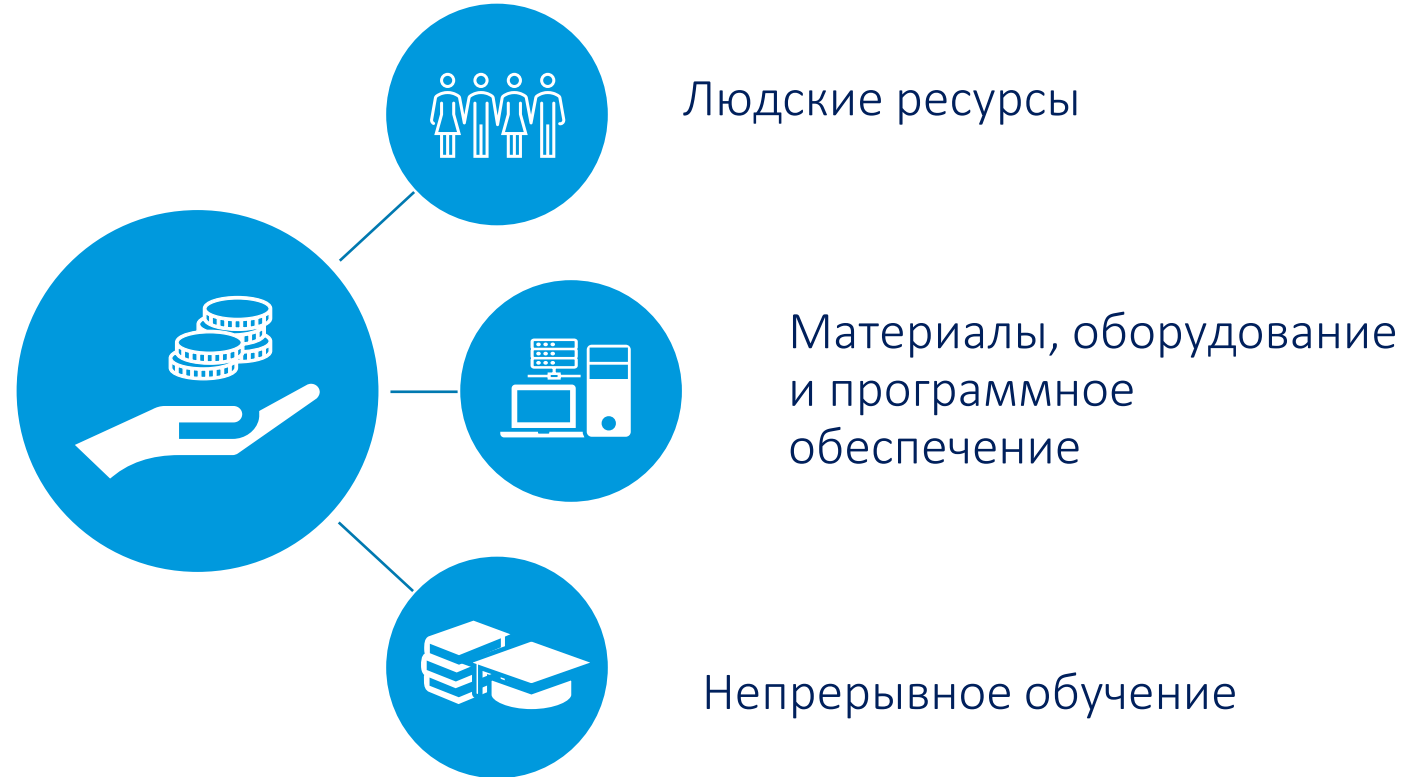 Людские ресурсы
Материалы, оборудование
и программное
обеспечение
Непрерывное обучение